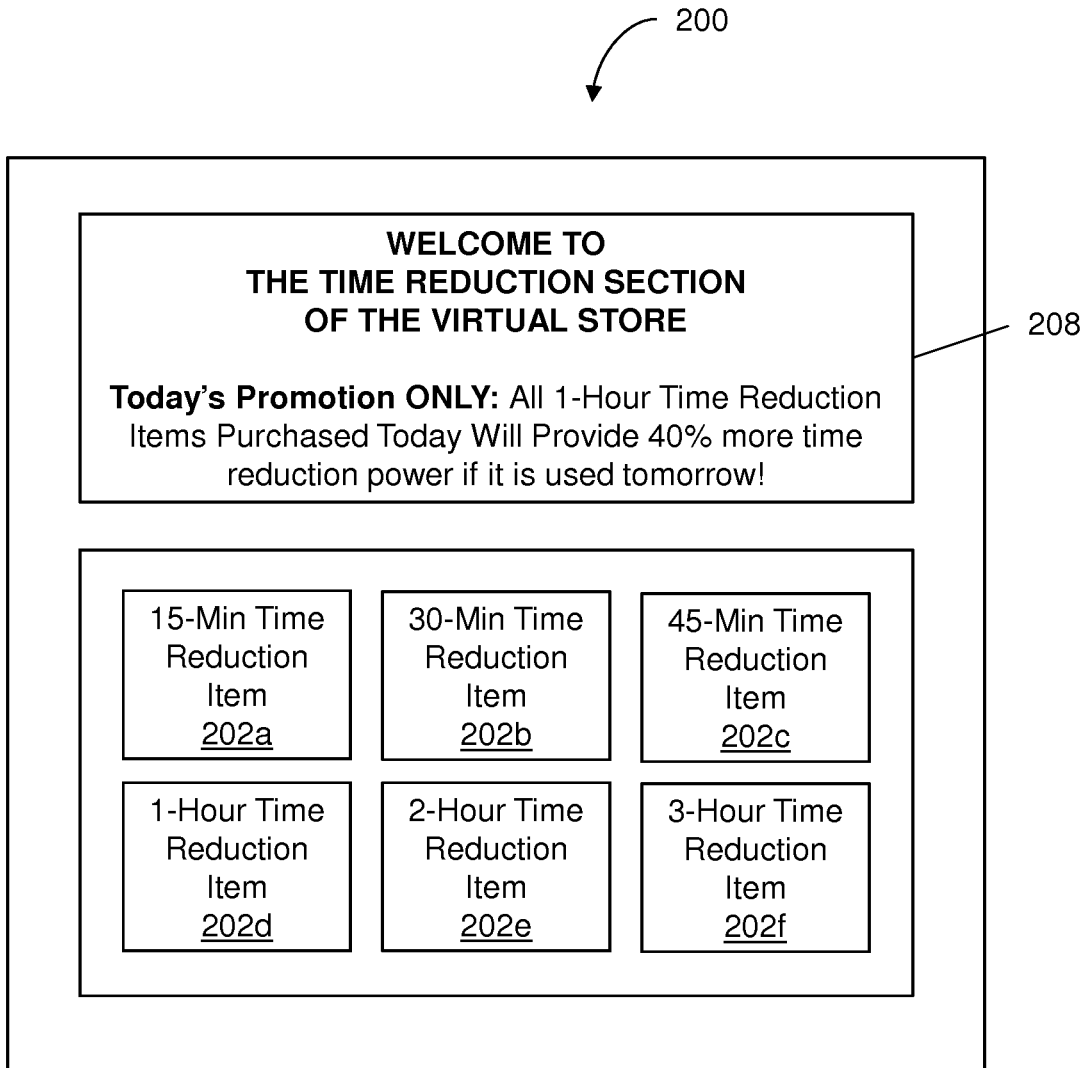 200
WELCOME TO
THE TIME REDUCTION SECTION
OF THE VIRTUAL STORE
208
Today's Promotion ONLY: All 1-Hour Time Reduction
Items Purchased Today Will Provide 40% more time
reduction power if it is used tomorrow!
15-Min Time
Reduction
Item
202a
30-Min Time
Reduction
Item
202b
45-Min Time
Reduction
Item
202c
1-Hour Time
Reduction
Item
202d
2-Hour Time
Reduction
Item
202e
3-Hour Time
Reduction
Item
202f